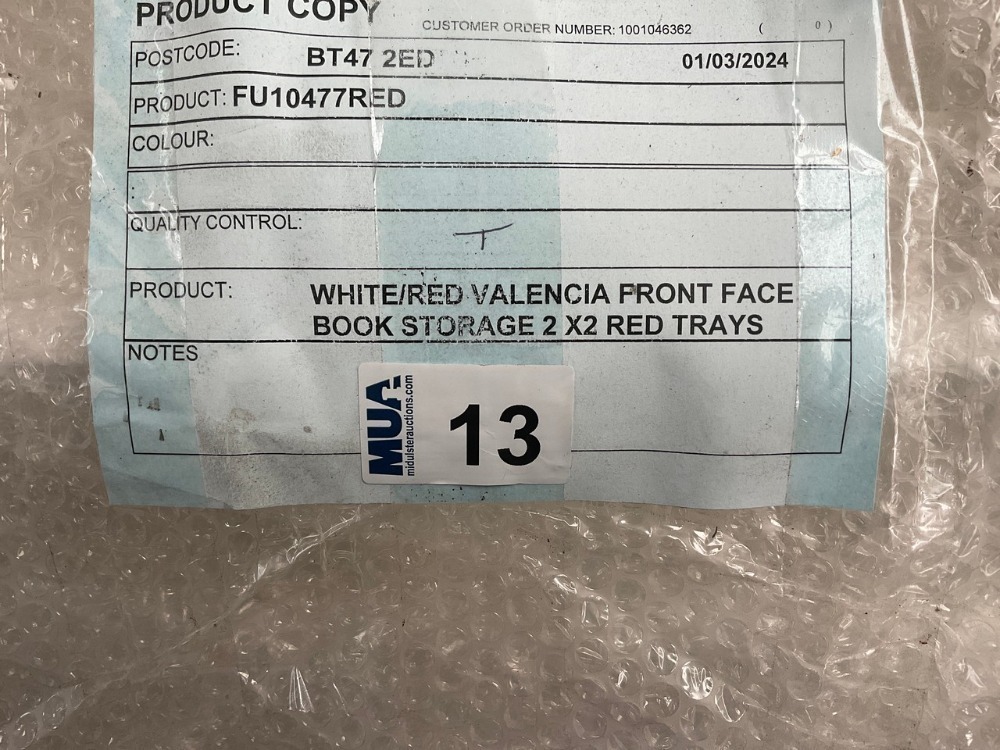 PRODUCT COPY
CUSTOMER ORDER NUMBER: 1001046362 ( 0 )
POSTCODE: BT47 2ED 01/03/2024
PRODUCT: FU10477RED
COLOUR:
:
QUALITY CONTROL: T
PRODUCT: WHITE/RED VALENCIA FRONT FACE
BOOK STORAGE 2 X2 RED TRAYS
NOTES
MUA
midulsterauctions.com
13